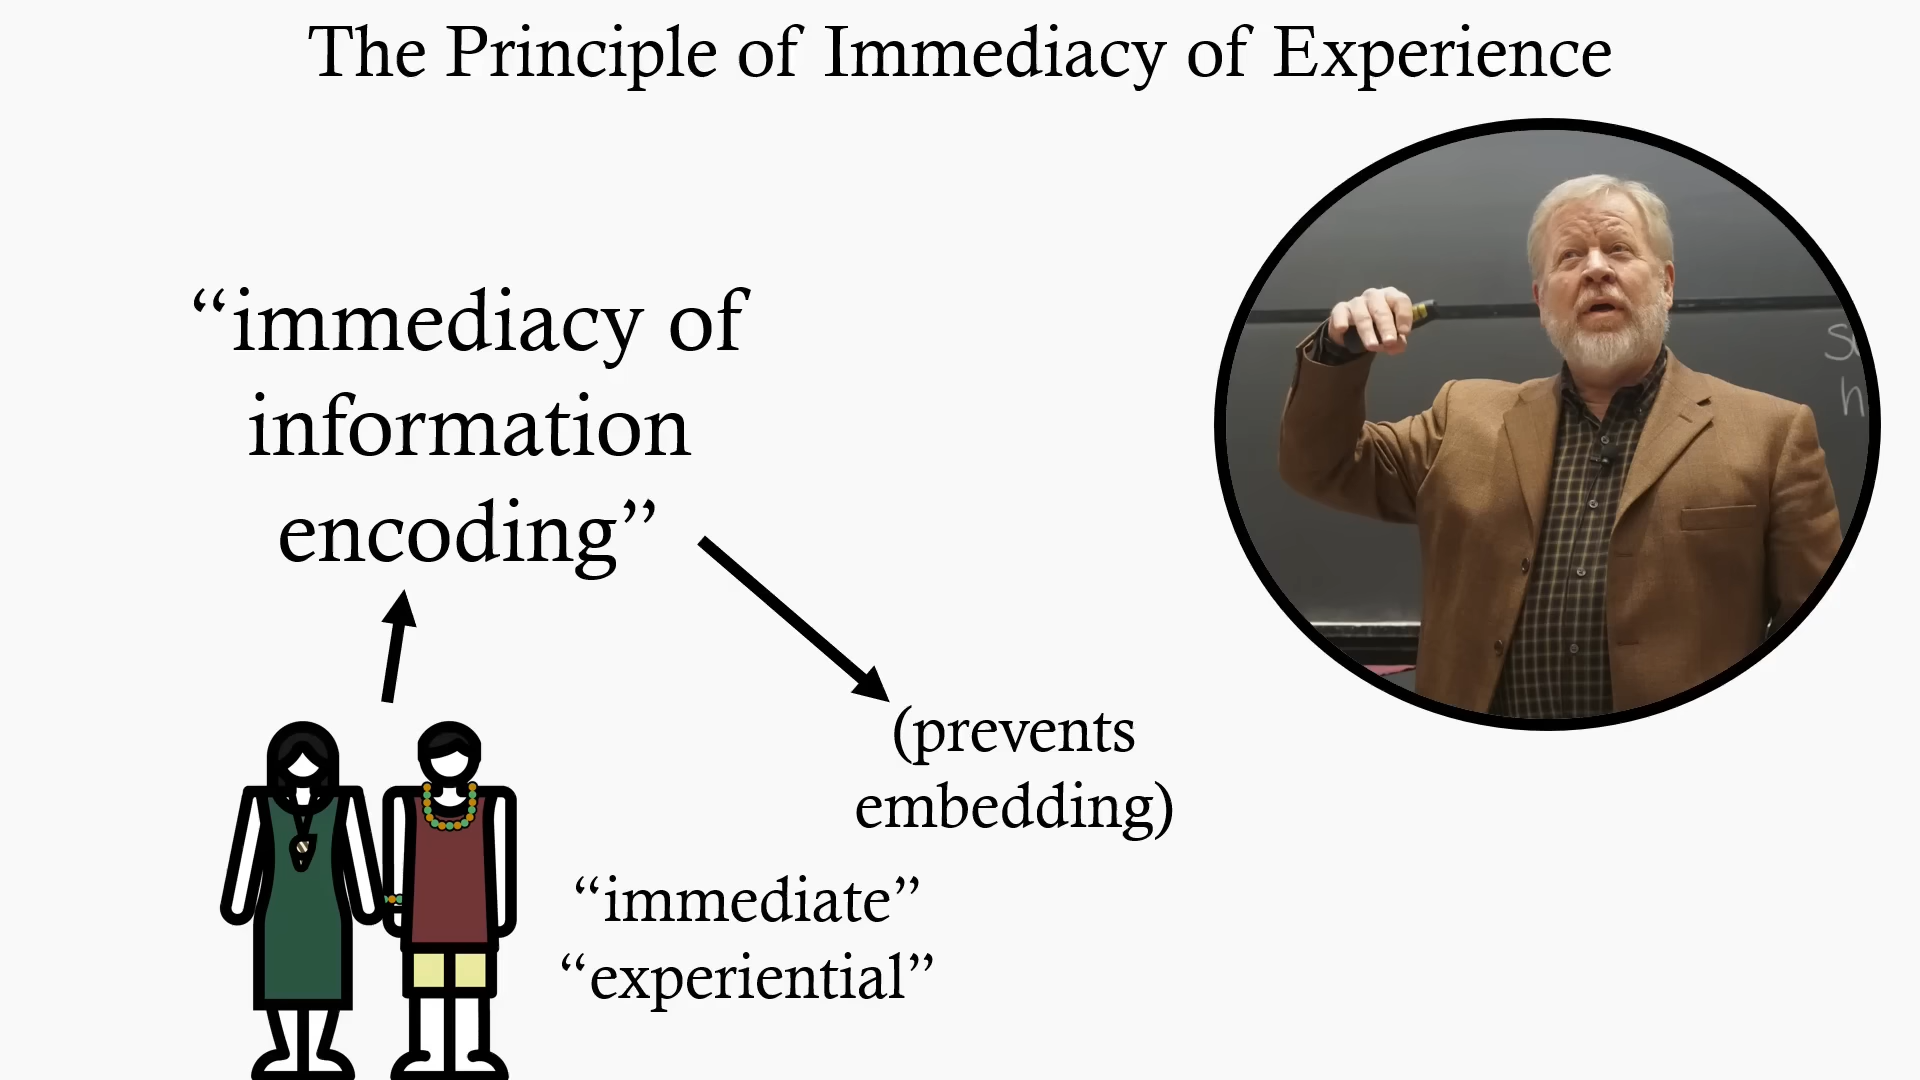 The Principle of Immediacy of Experience
“immediacy of
information
encoding”
(prevents
embedding)
“immediate”
“experiential”